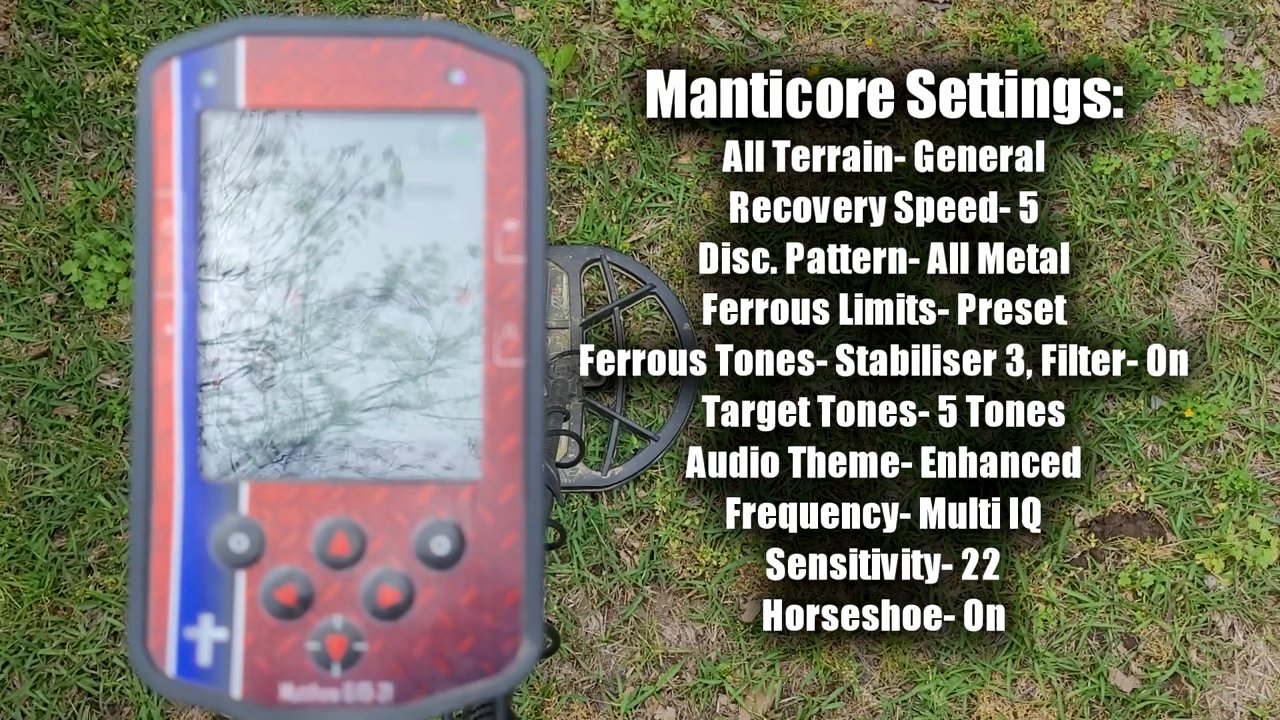 Manticore Settings:
All Terrain- General
Recovery Speed- 5
Disc. Pattern- All Metal
Ferrous Limits- Preset
Ferrous Tones- Stabiliser 3, Filter- On
Target Tones- 5 Tones
Audio Theme- Enhanced
Frequency- Multi IQ
Sensitivity- 22
Horseshoe- On